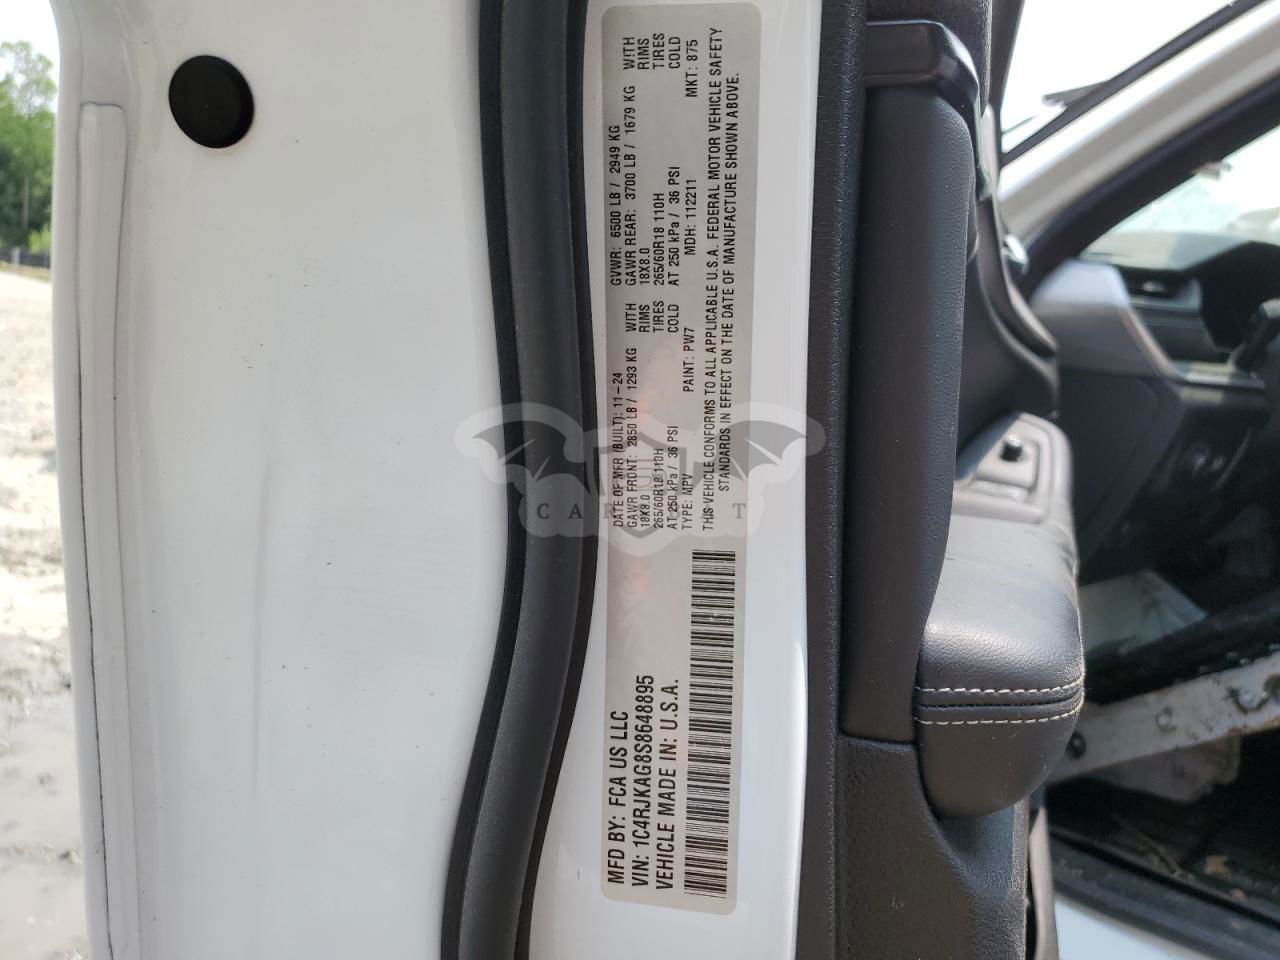 MFD BY: FCA US LLC
VIN: 1C4RJKAG8S8648895
VEHICLE MADE IN: U.S.A.
DATE OF MFR (BUILT): 11-24 GVWR: 6500 LB / 2949 KG
GAWR FRONT: 2850 LB / 1293 KG WITH GAWR REAR: 3700 LB / 1679 KG WITH
18X8.0 RIMS 18X8.0 RIMS
265/60R18 110H TIRES 265/60R18 110H TIRES
AT 250 kPa / 36 PSI COLD AT 250 kPa / 36 PSI COLD
TYPE: MPV PAINT: PW7 MDH: 112211 MKT: 875
THIS VEHICLE CONFORMS TO ALL APPLICABLE U.S.A. FEDERAL MOTOR VEHICLE SAFETY
STANDARDS IN EFFECT ON THE DATE OF MANUFACTURE SHOWN ABOVE.